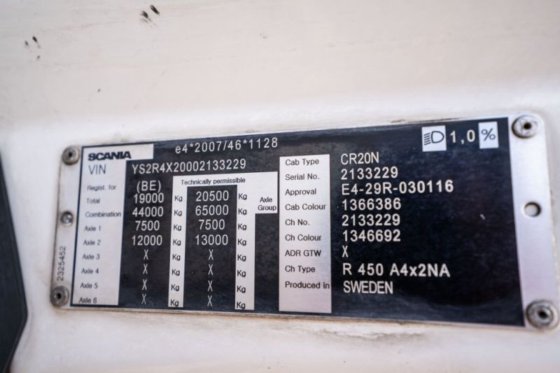 e4*2007/46*1128
1,0%
SCANIA
VIN YS2R4X20002133229
(BE) Technically permissible
Regist. for 19000 Kg 20500 Kg
Combination 44000 Kg 65000 Kg Axle Group
Axle 1 7500 Kg 7500 Kg
Axle 2 12000 Kg 13000 Kg
Axle 3 X Kg X Kg
Axle 4 X Kg X Kg
Axle 5 X Kg X Kg
Axle 6 X Kg X Kg
2325452
Cab Type CR20N
Serial No. 2133229
Approval E4-29R-030116
Cab Colour 1366386
Ch No. 2133229
Ch Colour 1346692
ADR GTW X
Ch Type R 450 A4x2NA
Produced in SWEDEN